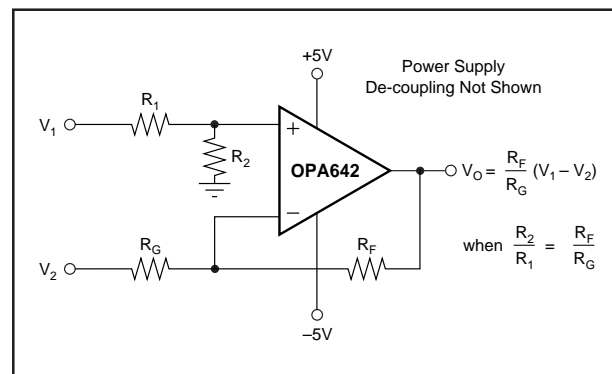 +5V
Power Supply
De-coupling Not Shown
R1
V1
+
R2
OPA642
VO = RF/RG (V1 – V2)
–
RG
RF
when R2/R1 = RF/RG
V2
–5V